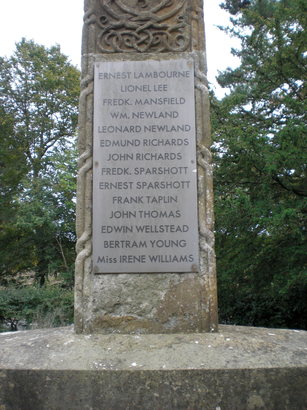 ERNEST LAMBOURNE
LIONEL LEE
FREDK. MANSFIELD
WM. NEWLAND
LEONARD NEWLAND
EDMUND RICHARDS
JOHN RICHARDS
FREDK. SPARSHOTT
ERNEST SPARSHOTT
FRANK TAPLIN
JOHN THOMAS
EDWIN WELLSTEAD
BERTRAM YOUNG
Miss IRENE WILLIAMS